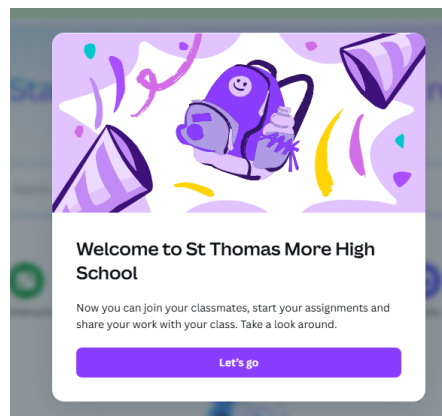 Sta
Welcome to St Thomas More High
School
Now you can join your classmates, start your assignments and
share your work with your class. Take a look around.
Let's go